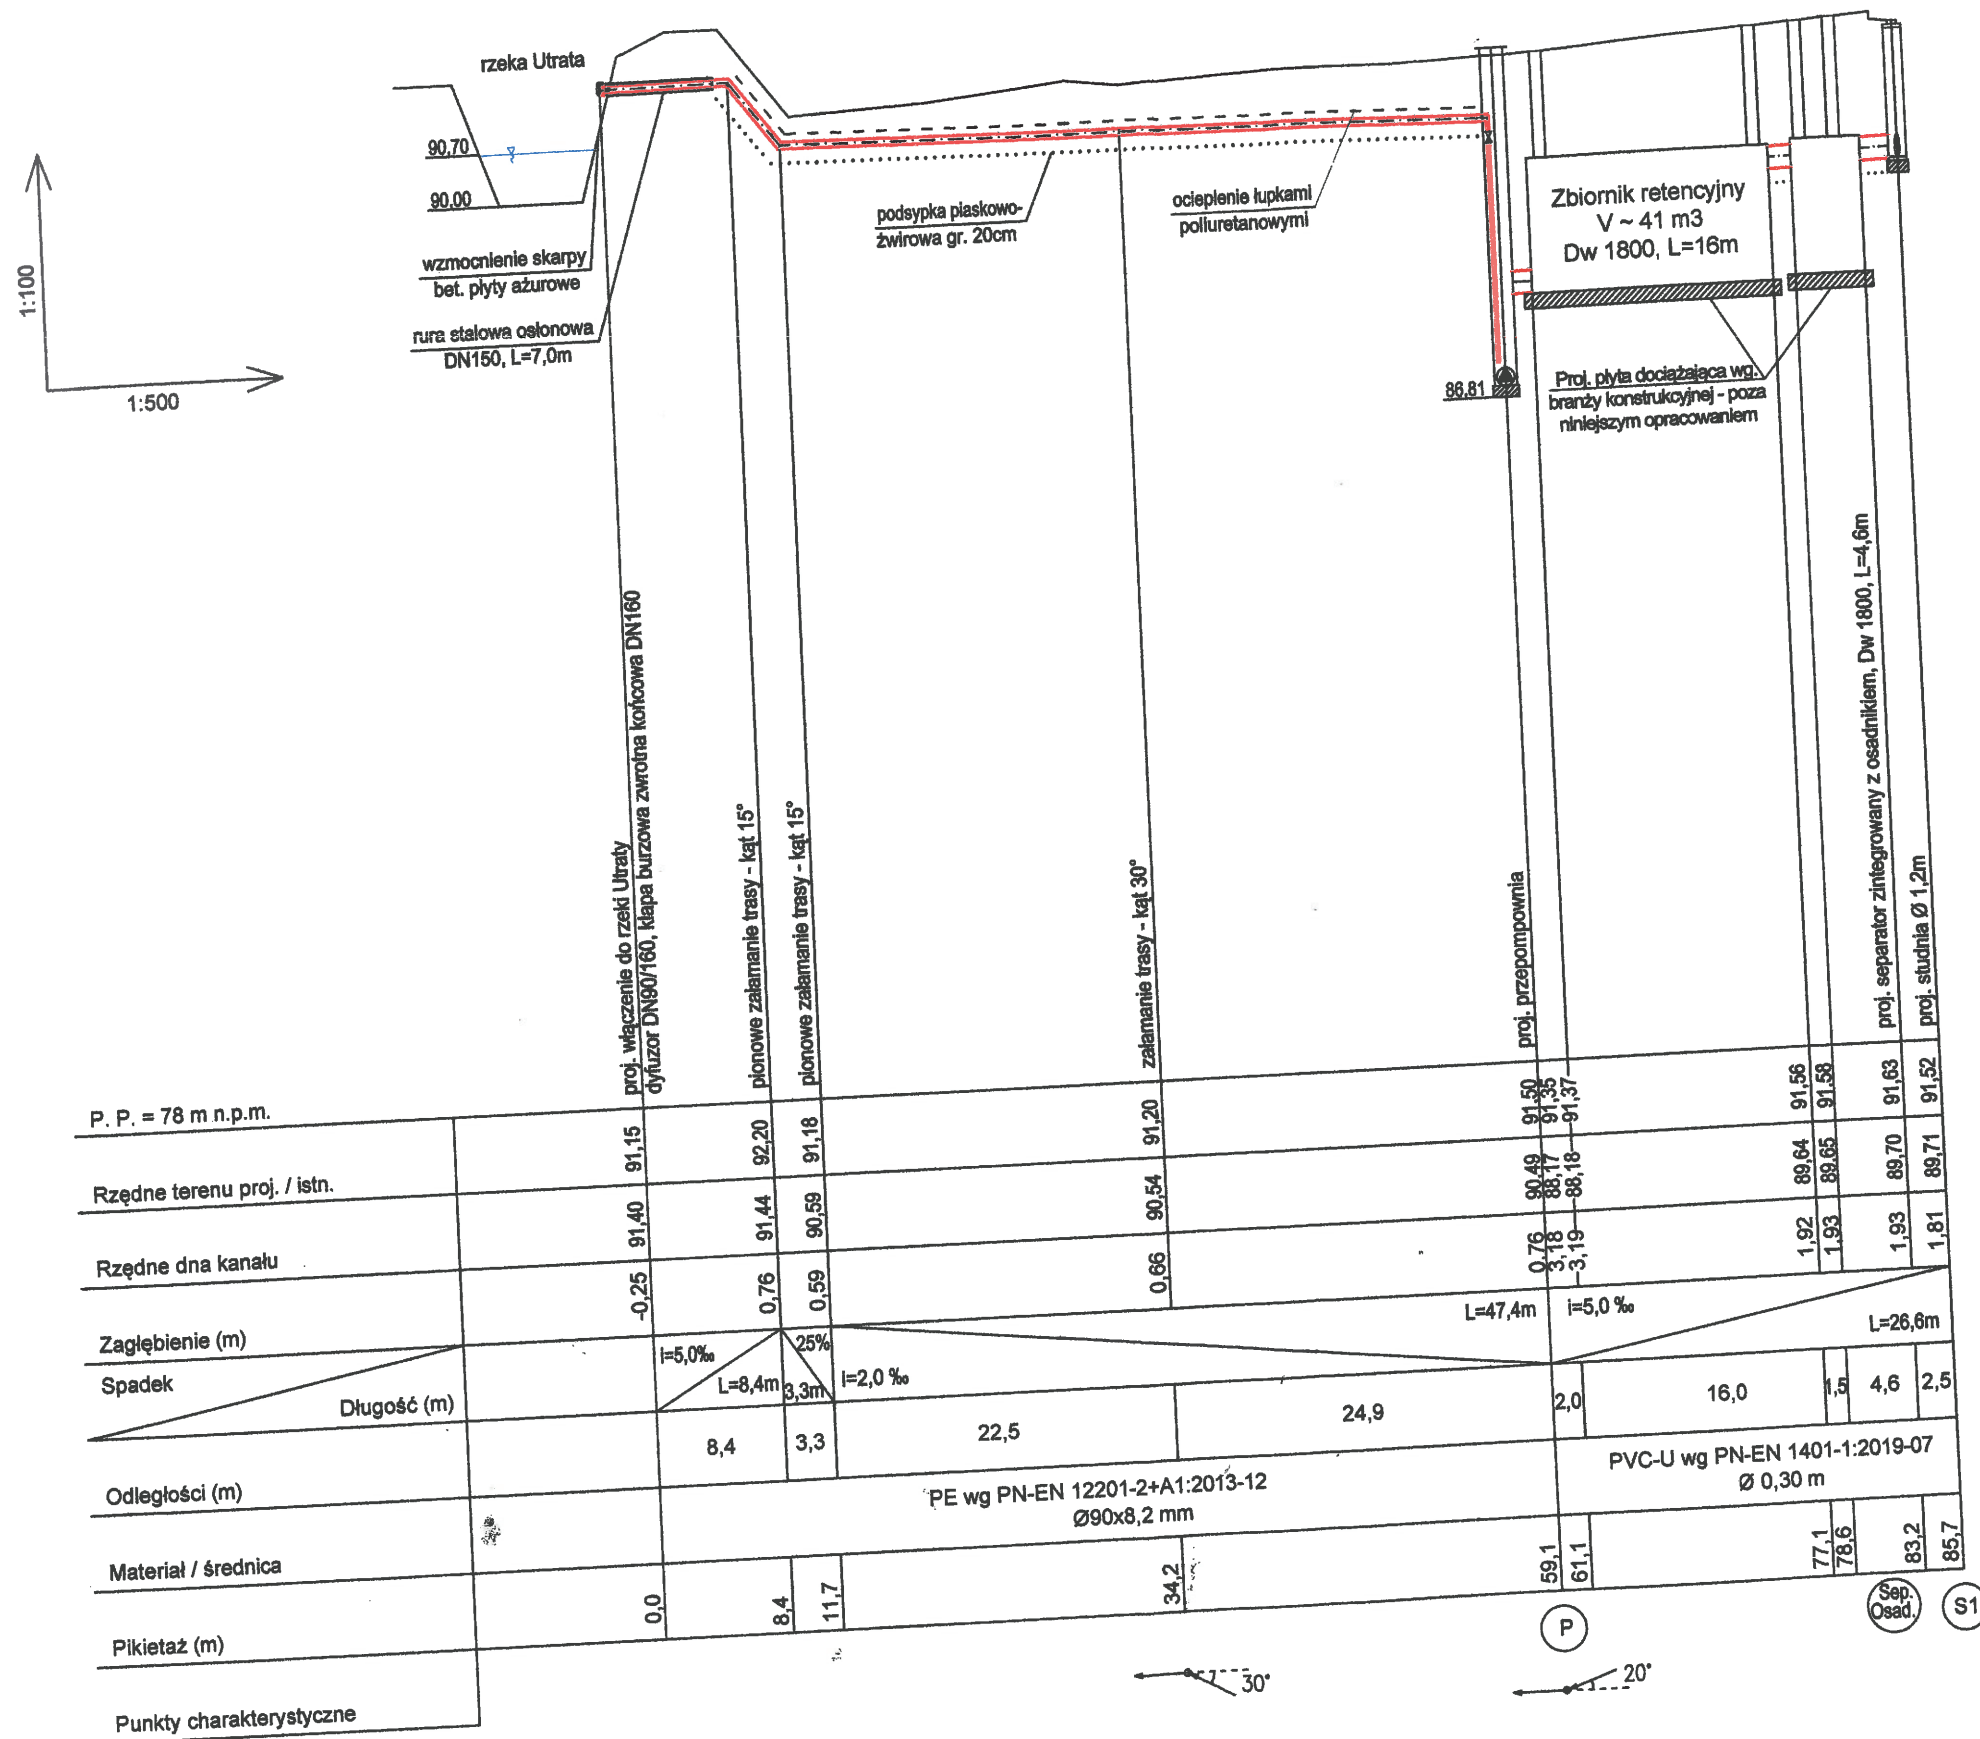 rzeka Utrata
90,70
90,00
wzmocnienie skarpy
bet. płyty ażurowe
rura stalowa osłonowa
DN150, L=7,0m
1:100
1:500
podsypka piaskowo-
żwirowa gr. 20cm
ocieplenie łupkami
poliuretanowymi
Zbiornik retencyjny
V ~ 41 m3
Dw 1800, L=16m
86,81
Proj. płyta dociążająca wg.
branży konstrukcyjnej - poza
niniejszym opracowaniem
proj. włączenie do rzeki Utraty
dyfuzor DN90/160, klapa burzowa zwrotna końcowa DN160
pionowe załamanie trasy - kąt 15°
pionowe załamanie trasy - kąt 15°
załamanie trasy - kąt 30°
proj. przepompownia
proj. separator zintegrowany z osadnikiem, Dw 1800, L=4,6m
proj. studnia Ø 1,2m
P. P. = 78 m n.p.m.
Rzędne terenu proj. / istn.
91,15 92,20 91,18 91,20 91,50 91,35 91,37 91,56 91,58 91,63 91,52
Rzędne dna kanału
91,40 91,44 90,59 90,54 90,49 88,17 88,18 89,64 89,65 89,70 89,71
Zagłębienie (m)
-0,25 0,76 0,59 0,66 0,76 3,18 3,19 1,92 1,93 1,93 1,81
Spadek
Długość (m)
i=5,0‰ L=8,4m 25% 3,3m i=2,0 ‰ L=47,4m i=5,0 ‰ L=26,6m
Odległości (m)
8,4 3,3 22,5 24,9 2,0 16,0 1,5 4,6 2,5
Materiał / średnica
PE wg PN-EN 12201-2+A1:2013-12
Ø90x8,2 mm
PVC-U wg PN-EN 1401-1:2019-07
Ø 0,30 m
Pikietaż (m)
0,0 8,4 11,7 34,2 59,1 61,1 77,1 78,6 83,2 85,7
Punkty charakterystyczne
P
Sep.
Osad.
S1
30°
20°